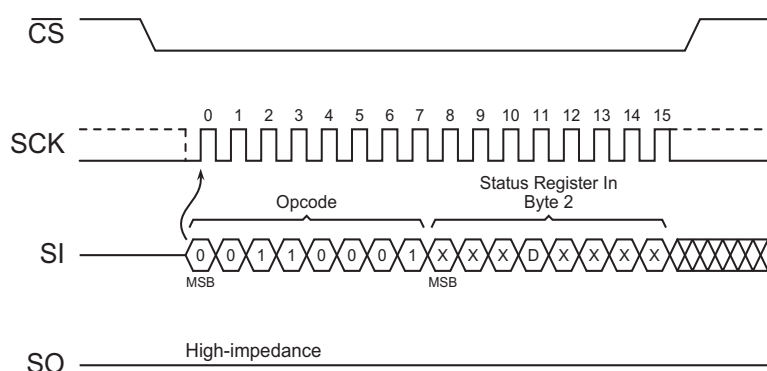 CS
0 1 2 3 4 5 6 7 8 9 10 11 12 13 14 15
SCK
Status Register In
Opcode Byte 2
SI 0 0 1 1 0 0 0 1 X X X D X X X X
MSB MSB
High-impedance
SO